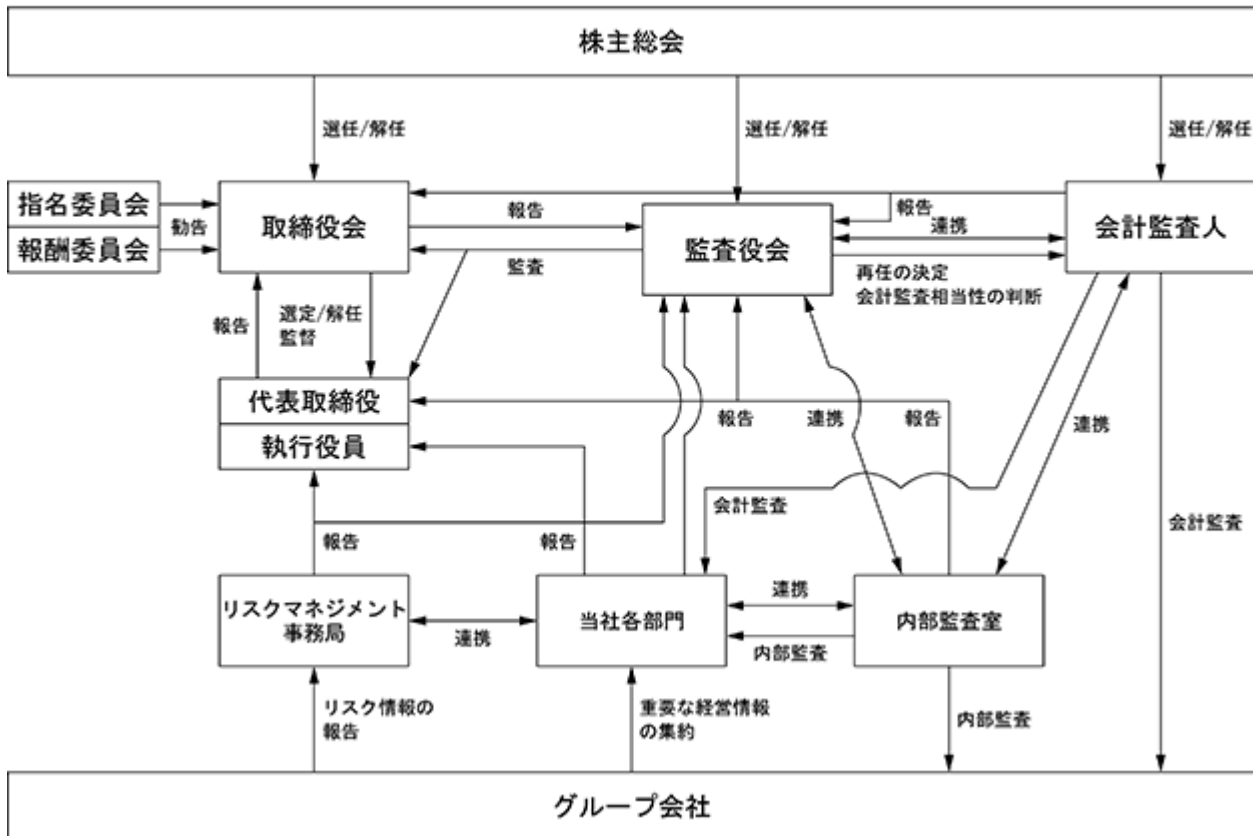 株主総会
選任/解任
選任/解任
選任/解任
指名委員会
報酬委員会
勧告
取締役会
報告
監査
監査役会
報告
連携
再任の決定
会計監査相当性の判断
会計監査人
報告
選定/解任
監督
代表取締役
執行役員
報告
連携
報告
連携
会計監査
会計監査
報告
報告
リスクマネジメント
事務局
連携
当社各部門
連携
内部監査
内部監査室
リスク情報の
報告
重要な経営情報
の集約
内部監査
グループ会社